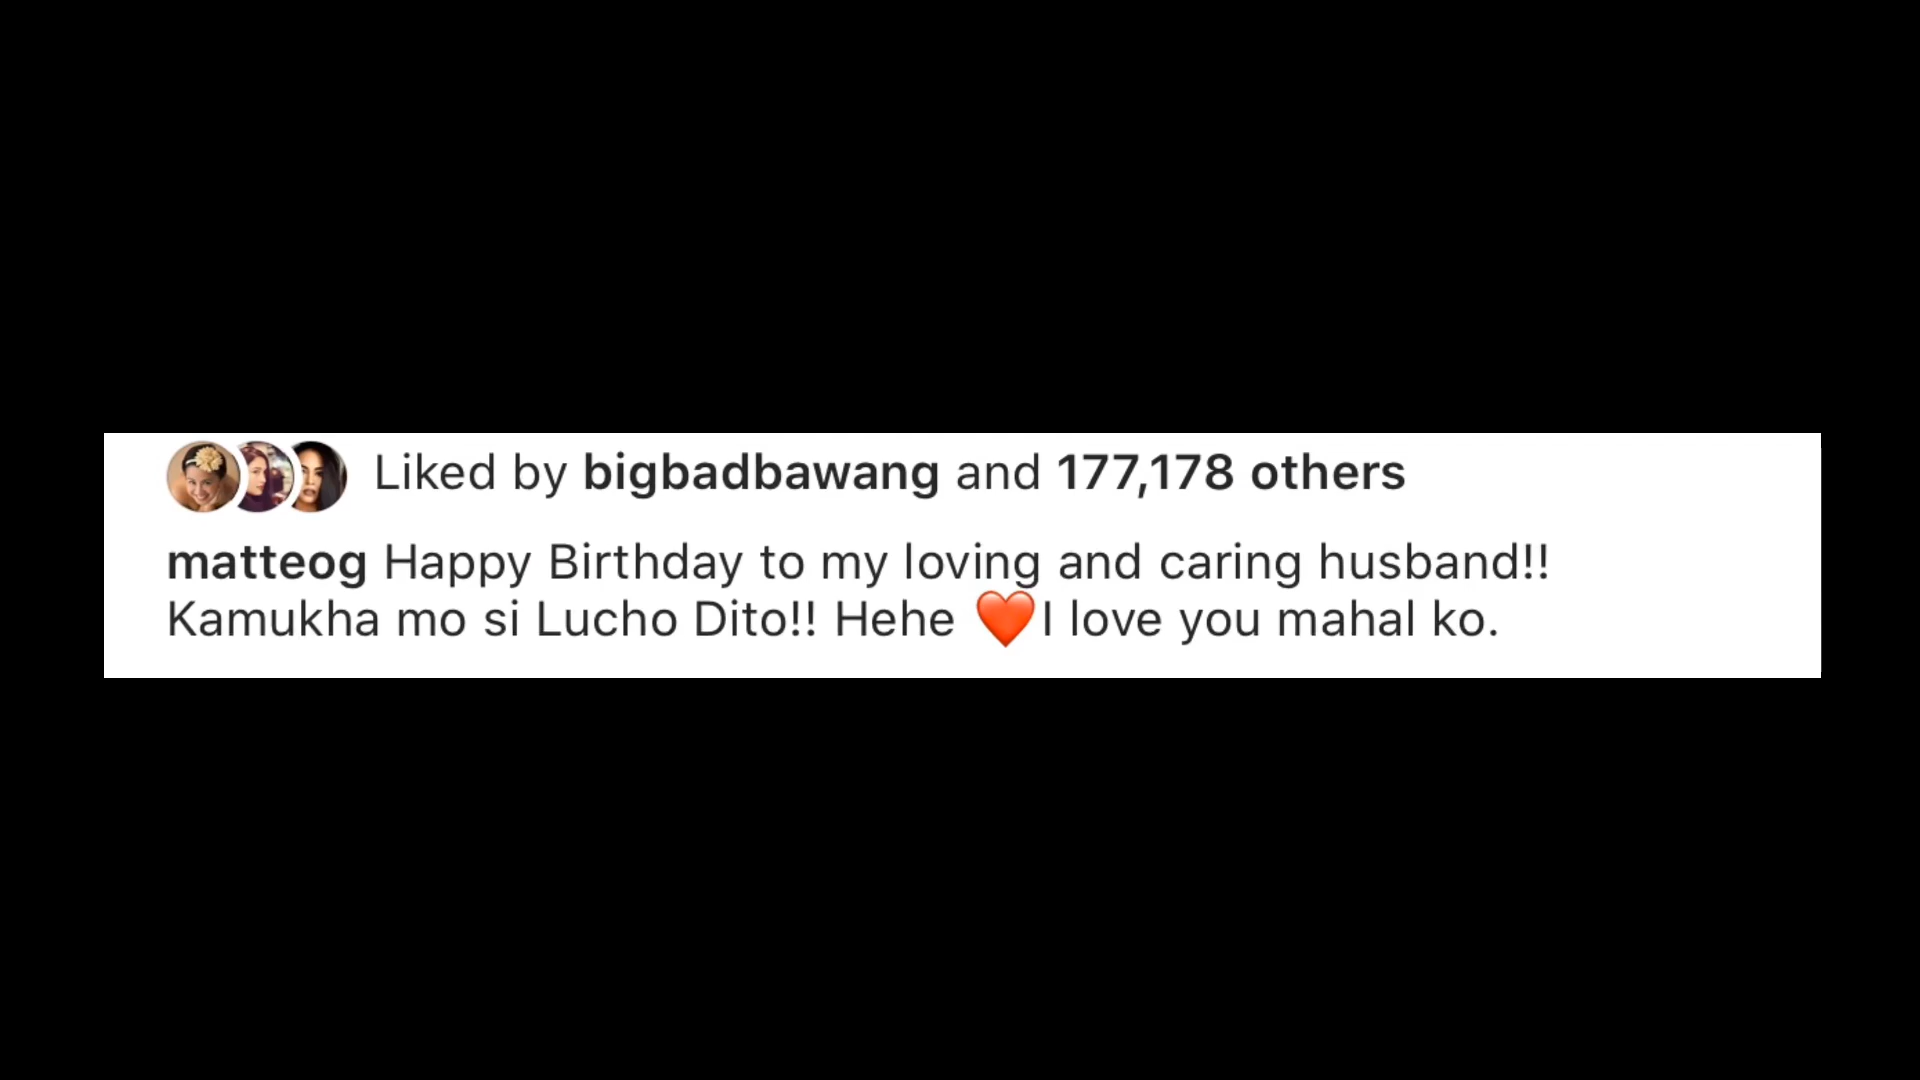 Liked by bigbadbawang and 177,178 others
matteog Happy Birthday to my loving and caring husband!!
Kamukha mo si Lucho Dito!! Hehe ❤️I love you mahal ko.